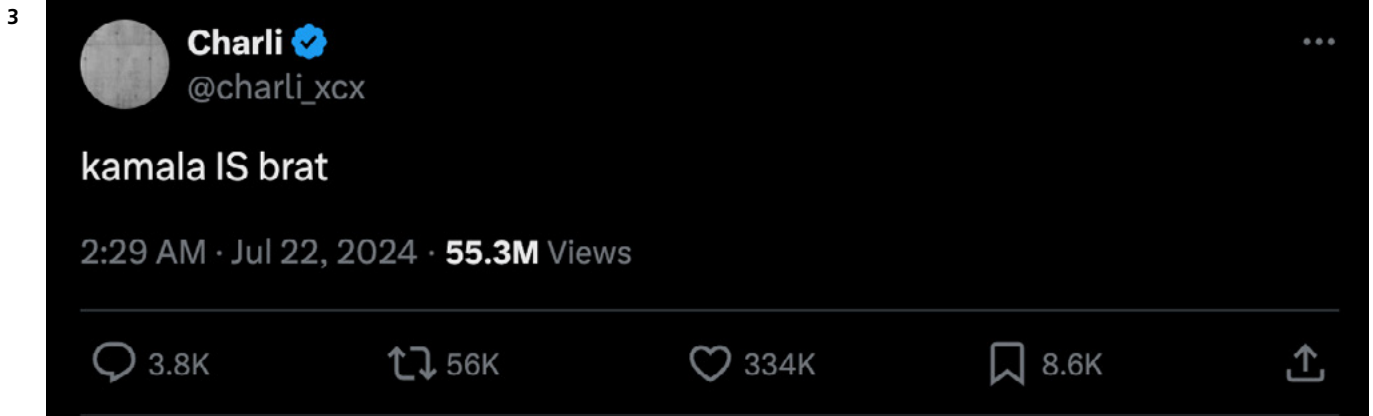 3
Charli
@charli_xcx
kamala IS brat
2:29 AM · Jul 22, 2024 · 55.3M Views
3.8K 56K 334K 8.6K